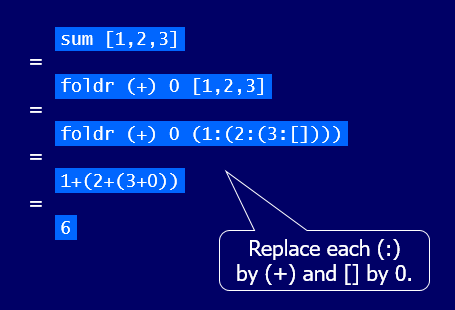 sum [1,2,3]
=
foldr (+) 0 [1,2,3]
=
foldr (+) 0 (1:(2:(3:[])))
=
1+(2+(3+0))
=
6
Replace each (:)
by (+) and [] by 0.